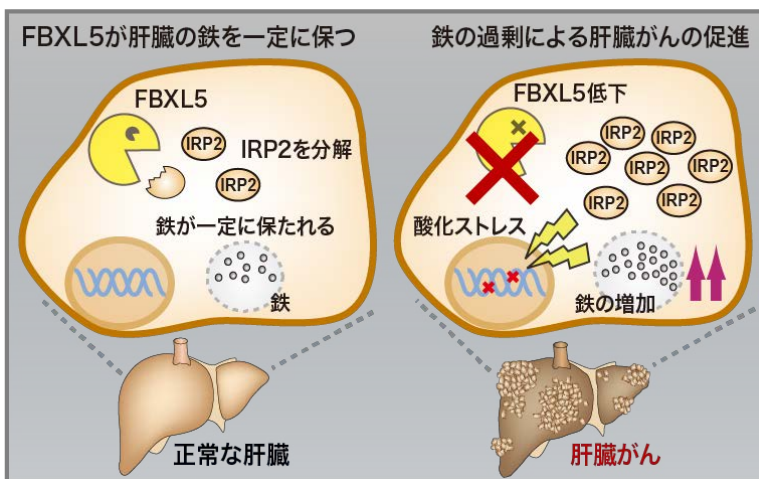 FBXL5が肝臓の鉄を一定に保つ
FBXL5
IRP2
IRP2
IRP2を分解
鉄が一定に保たれる
鉄
正常な肝臓
鉄の過剰による肝臓がんの促進
FBXL5低下
IRP2
IRP2
IRP2
IRP2
IRP2
IRP2
IRP2
酸化ストレス
鉄の増加
肝臓がん